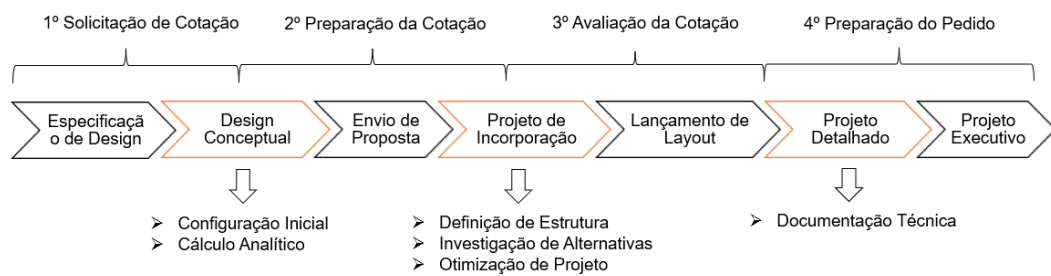 1º Solicitação de Cotação
2º Preparação da Cotação
3º Avaliação da Cotação
4º Preparação do Pedido
Especificaçã
o de Design
Design
Conceptual
Envio de
Proposta
Projeto de
Incorporação
Lançamento de
Layout
Projeto
Detalhado
Projeto
Executivo
➢ Configuração Inicial
➢ Cálculo Analítico
➢ Definição de Estrutura
➢ Investigação de Alternativas
➢ Otimização de Projeto
➢ Documentação Técnica